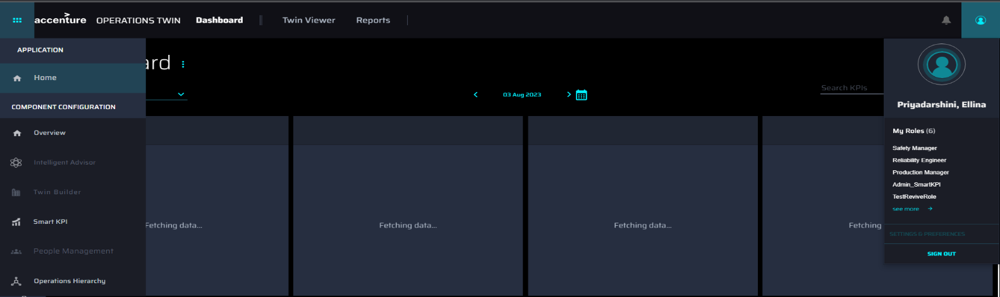 accenture OPERATIONS TWIN Dashboard Twin Viewer Reports
APPLICATION
Home
COMPONENT CONFIGURATION
Overview
Intelligent Advisor
Twin Builder
Smart KPI
People Management
Operations Hierarchy
ard
03 Aug 2023
Search KPIs
Fetching data...
Fetching data...
Fetching data...
Fetching
Priyadarshini, Ellina
My Roles (6)
Safety Manager
Reliability Engineer
Production Manager
Admin_SmartKPI
TestReviveRole
see more
SETTINGS & PREFERENCES
SIGN OUT